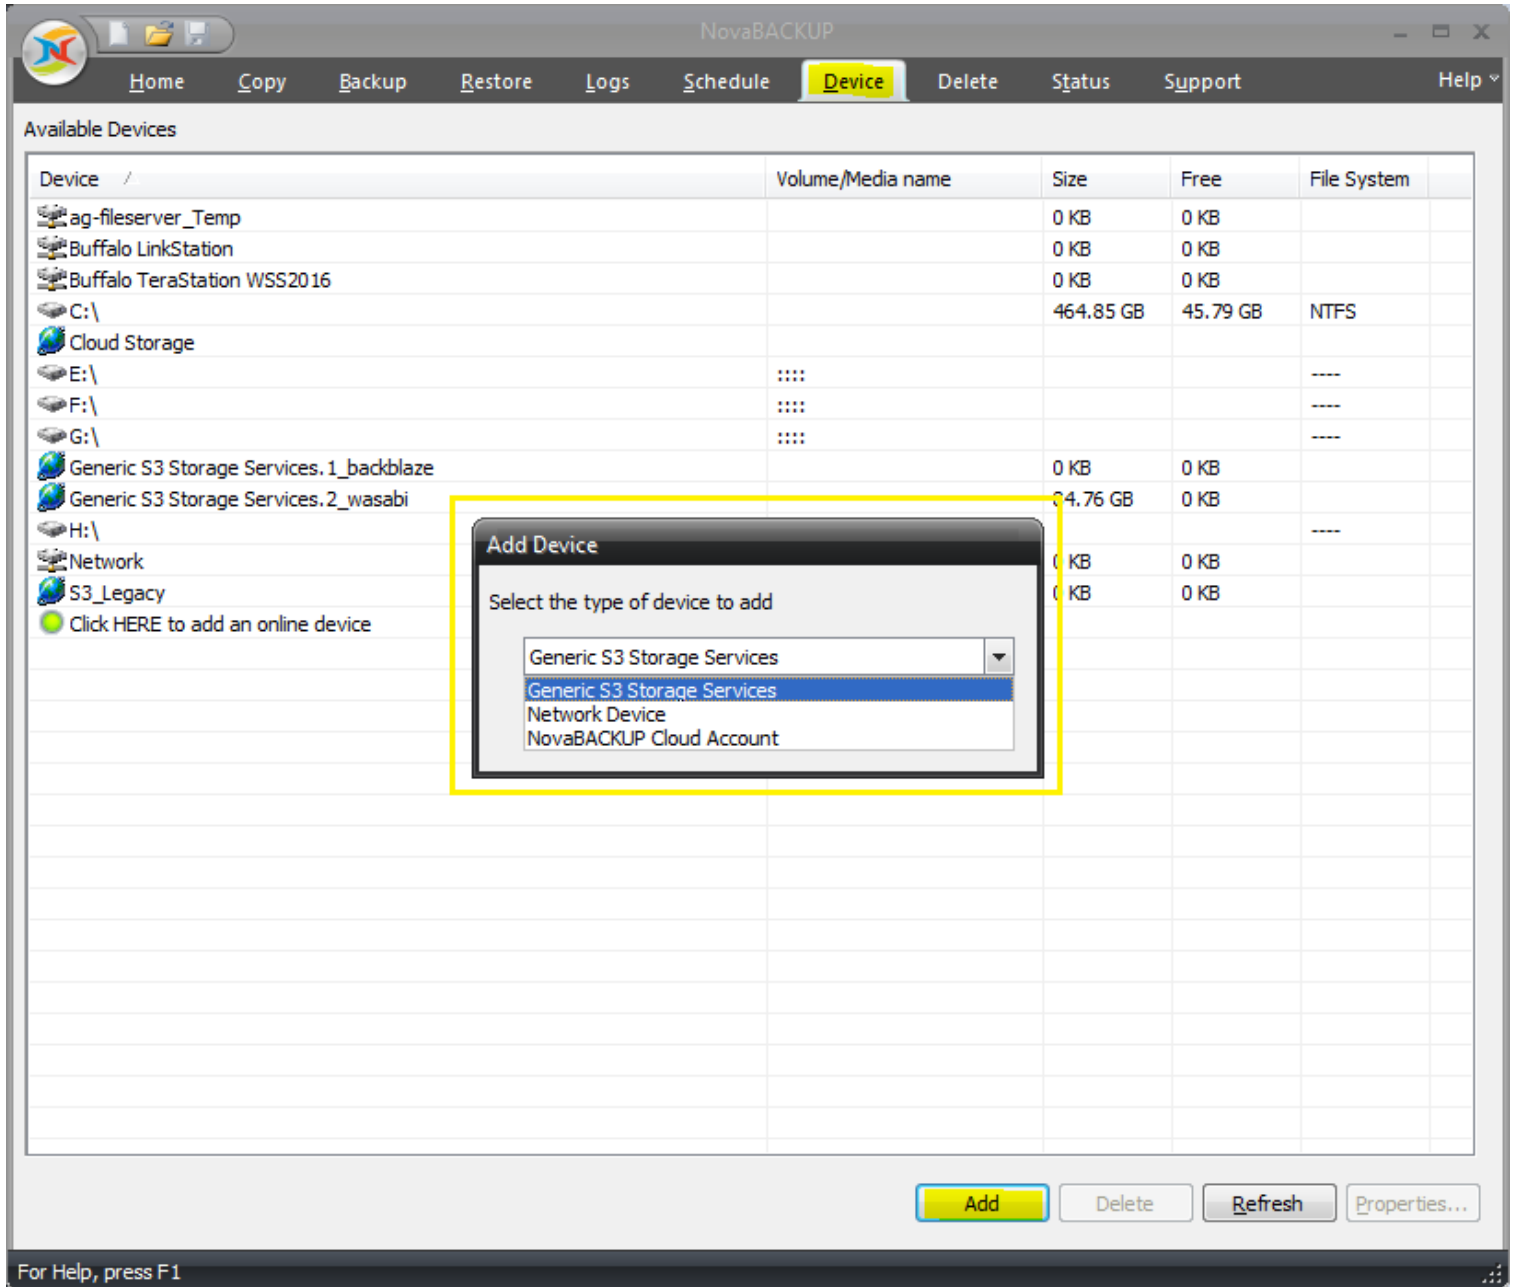 NovaBACKUP
Home Copy Backup Restore Logs Schedule Device Delete Status Support Help
Available Devices
Device Volume/Media name Size Free File System
ag-fileserver_Temp 0 KB 0 KB
Buffalo LinkStation 0 KB 0 KB
Buffalo TeraStation WSS2016 0 KB 0 KB
C:\ 464.85 GB 45.79 GB NTFS
Cloud Storage
E:\ :::: ----
F:\ :::: ----
G:\ :::: ----
Generic S3 Storage Services.1_backblaze 0 KB 0 KB
Generic S3 Storage Services.2_wasabi 84.76 GB 0 KB
H:\ ----
Network 0 KB 0 KB
S3_Legacy 0 KB 0 KB
Click HERE to add an online device
Add Device
Select the type of device to add
Generic S3 Storage Services
Generic S3 Storage Services
Network Device
NovaBACKUP Cloud Account
Add Delete Refresh Properties...
For Help, press F1